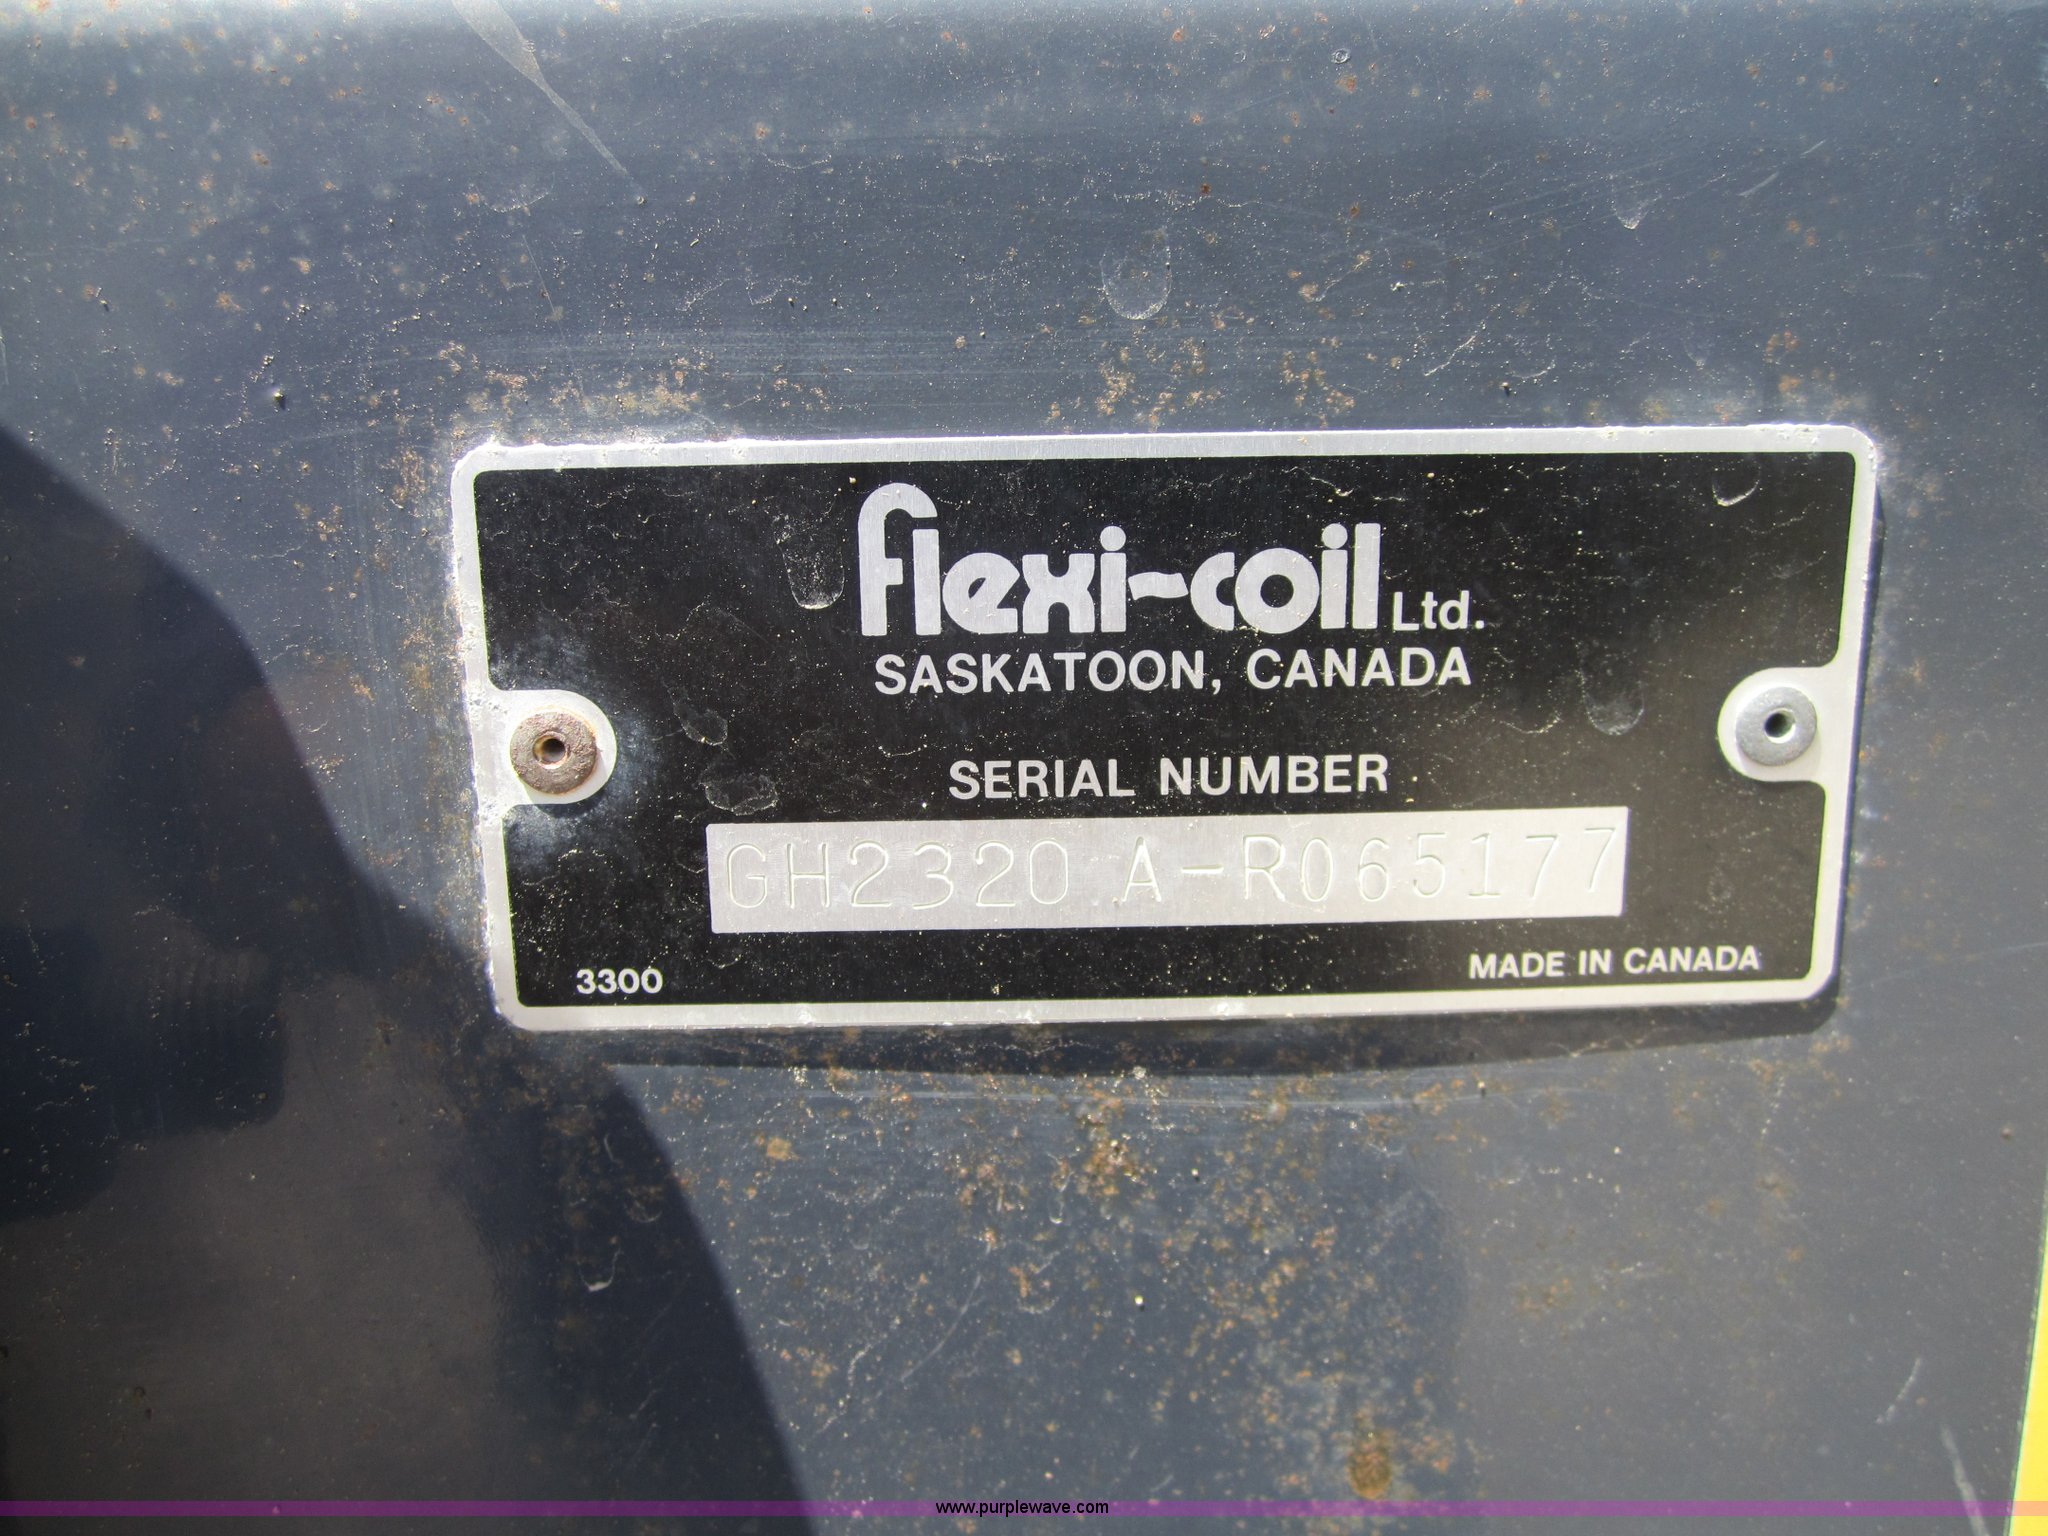 flexi-coil Ltd.
SASKATOON, CANADA
SERIAL NUMBER
GH2320 A-R065177
3300 MADE IN CANADA
www.purplewave.com